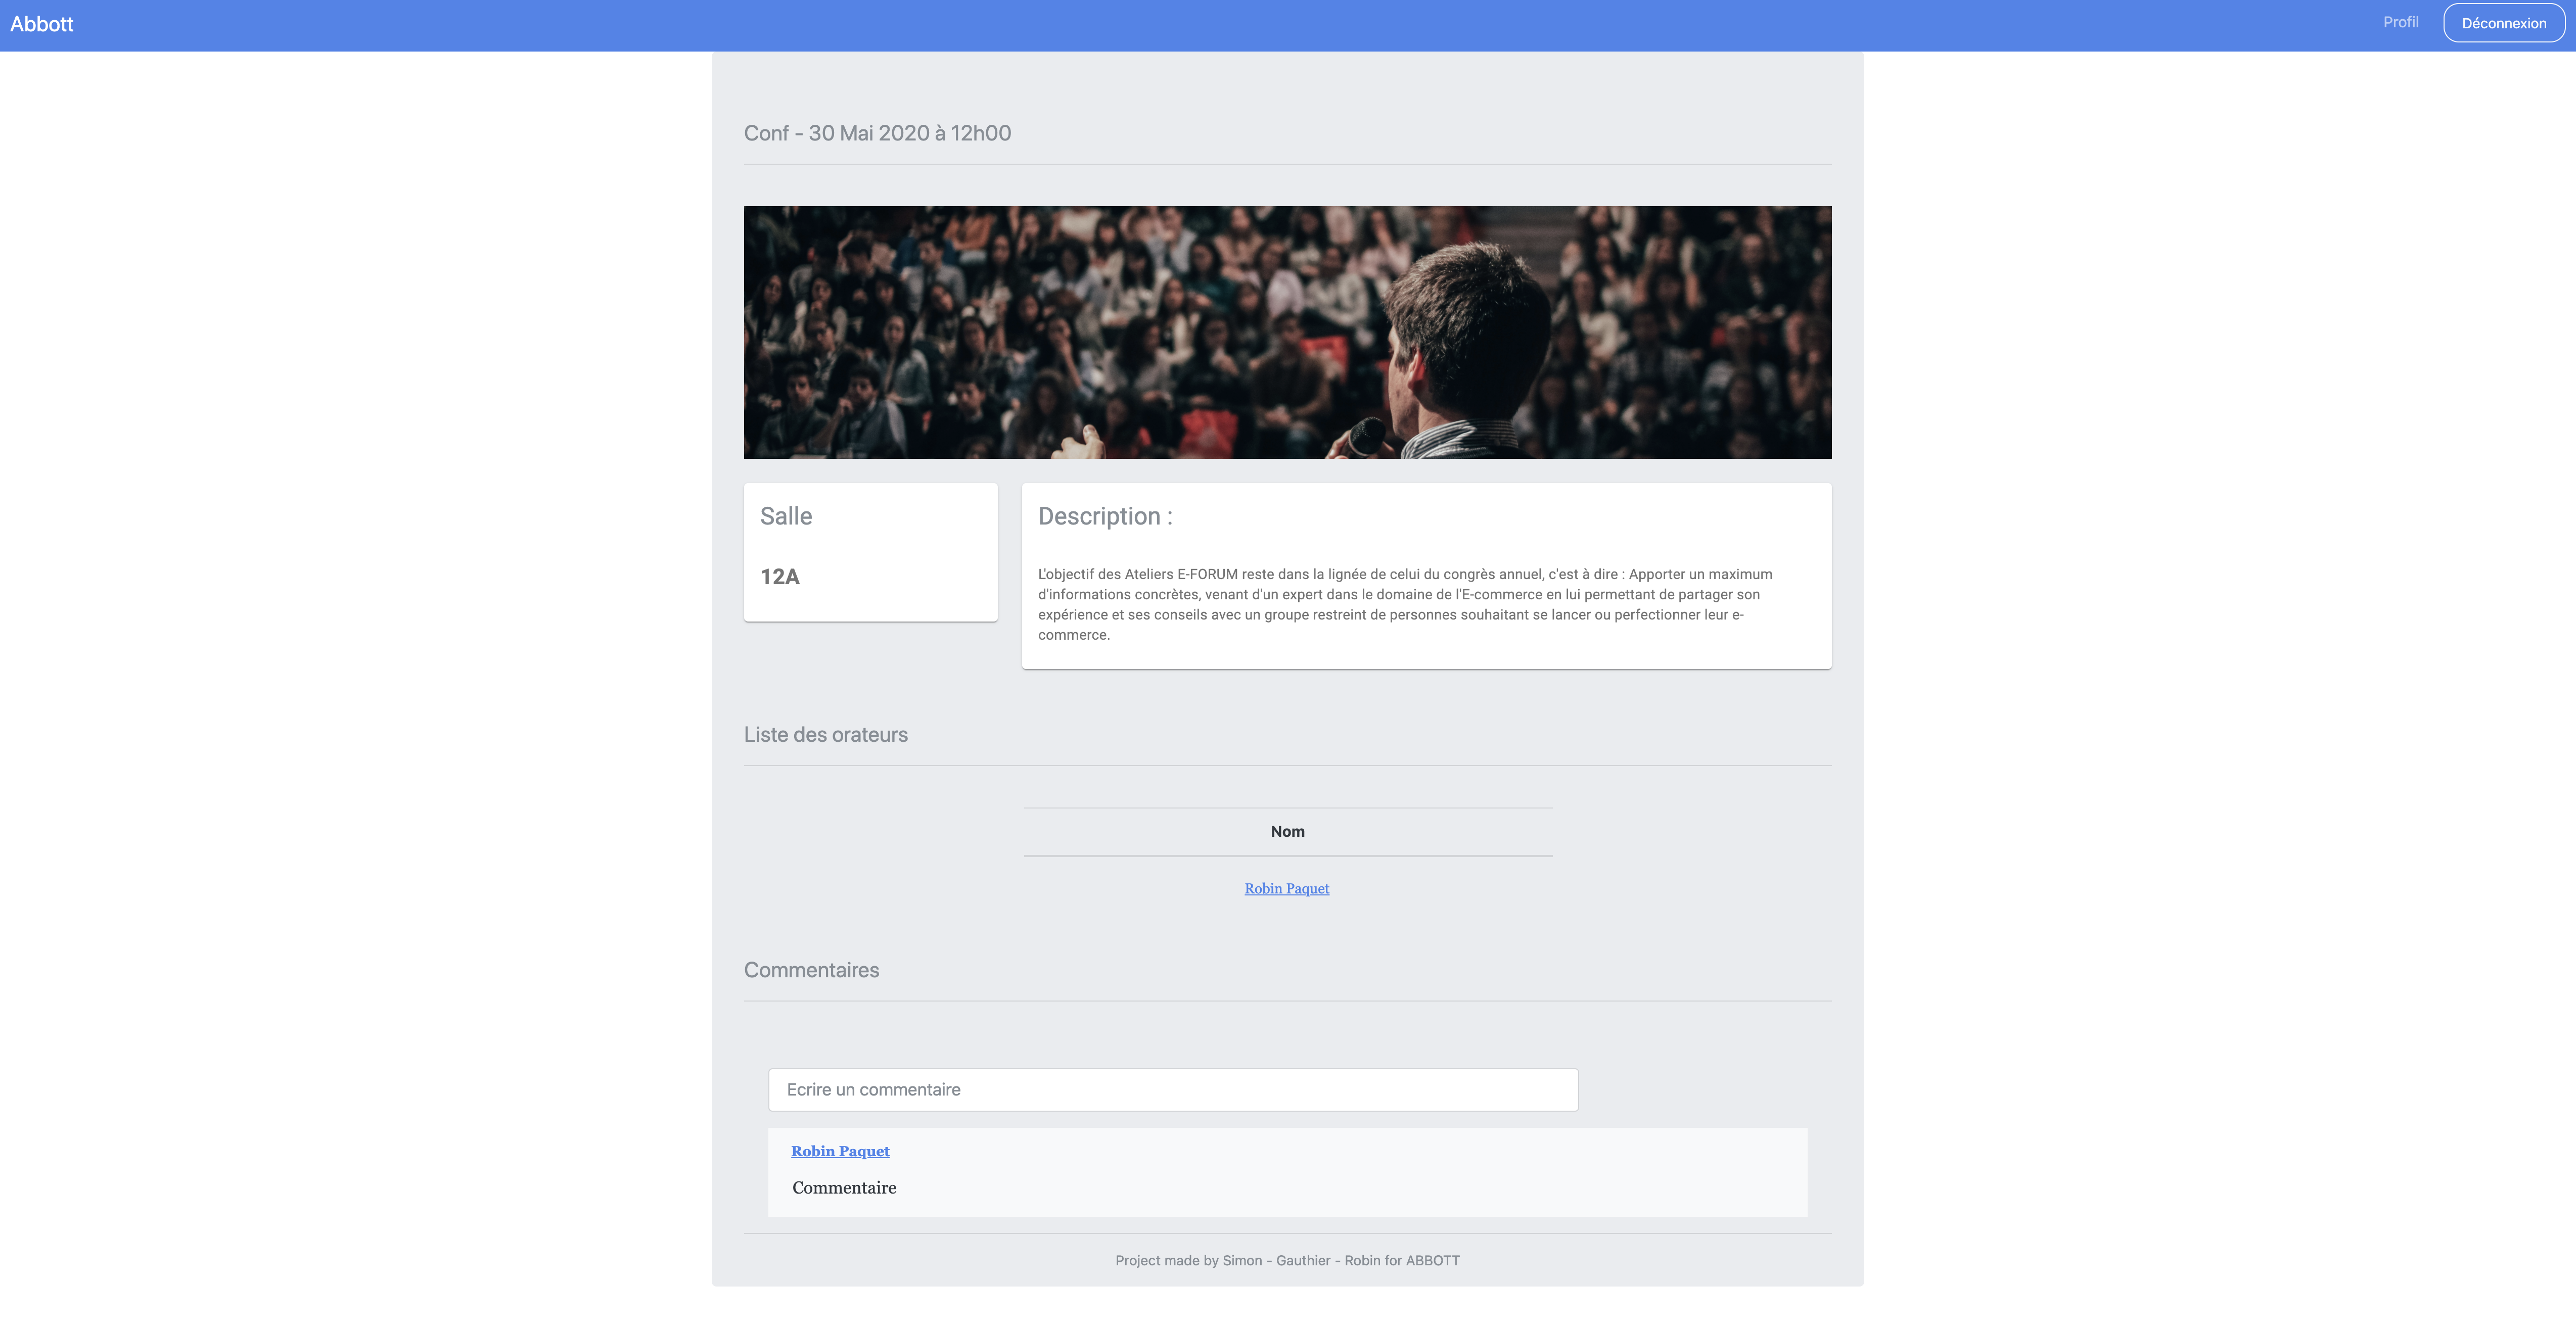 Abbott
Profil
Déconnexion
Conf - 30 Mai 2020 à 12h00
Salle
12A
Description :
L'objectif des Ateliers E-FORUM reste dans la lignée de celui du congrès annuel, c'est à dire : Apporter un maximum
d'informations concrètes, venant d'un expert dans le domaine de l'E-commerce en lui permettant de partager son
expérience et ses conseils avec un groupe restreint de personnes souhaitant se lancer ou perfectionner leur e-
commerce.
Liste des orateurs
Nom
Robin Paquet
Commentaires
Ecrire un commentaire
Robin Paquet
Commentaire
Project made by Simon - Gauthier - Robin for ABBOTT